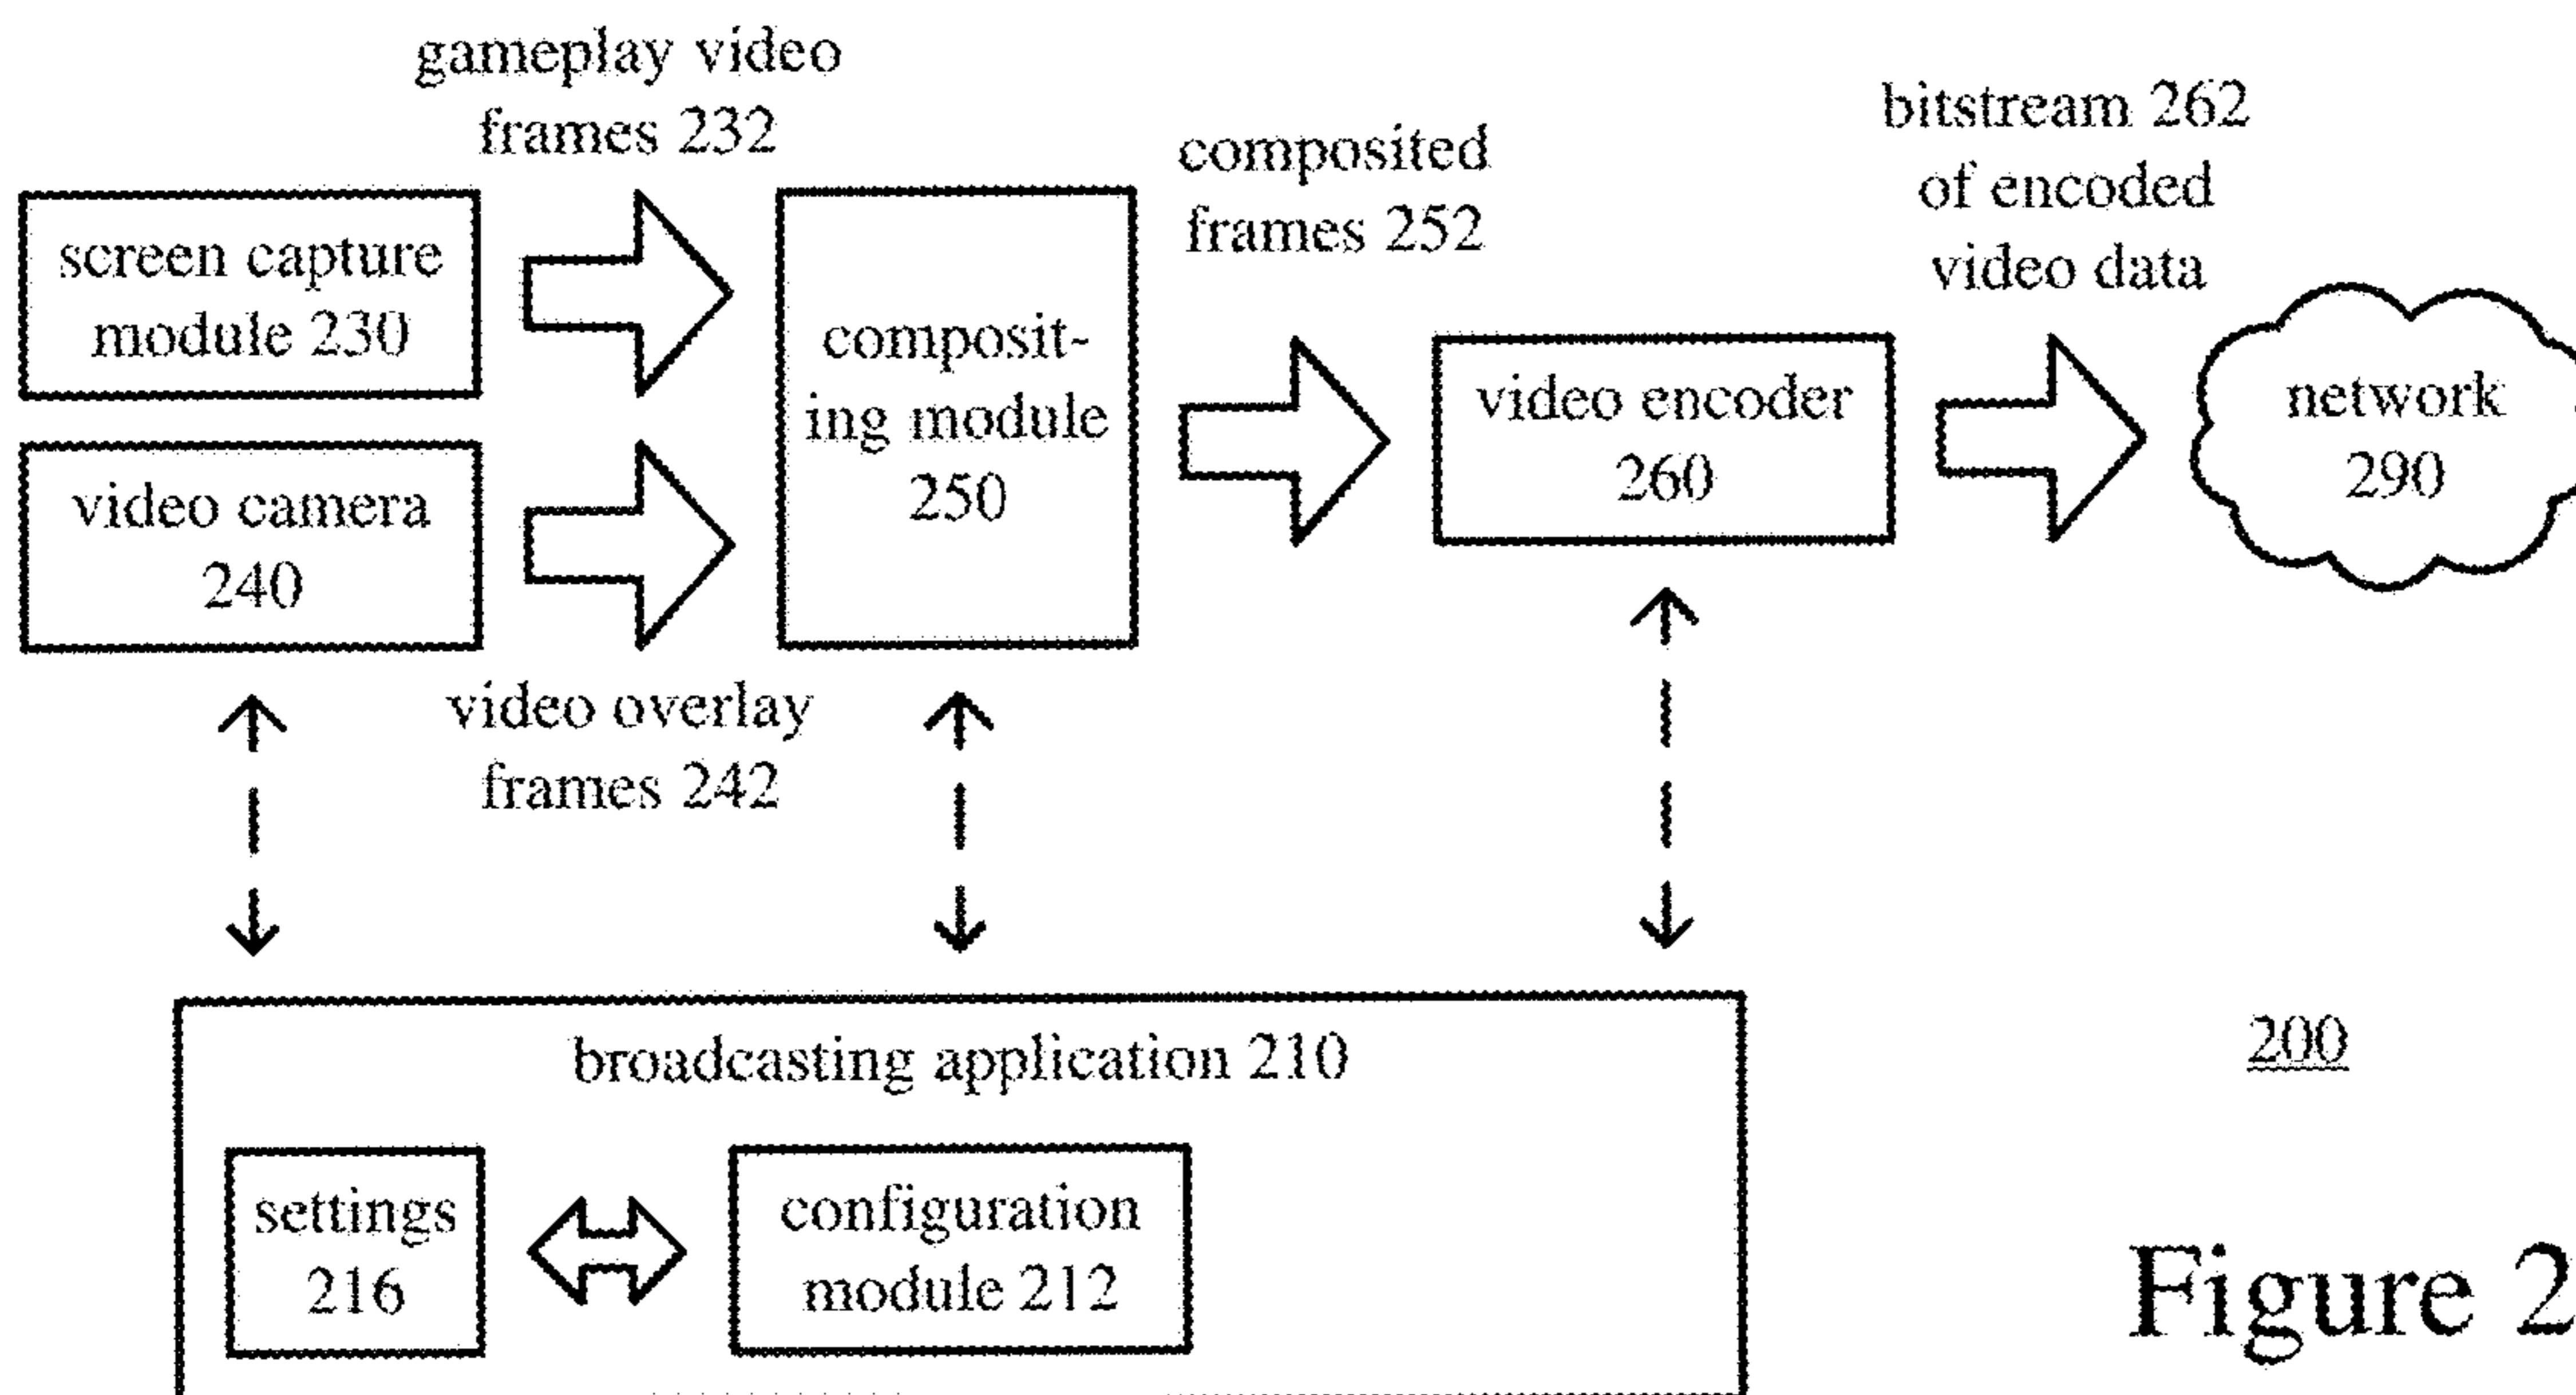 gameplay video
frames 232
screen capture
module 230
video camera
240
video overlay
frames 242
composit-
ing module
250
composited
frames 252
video encoder
260
bitstream 262
of encoded
video data
network
290
broadcasting application 210
settings
216
configuration
module 212
200
Figure 2